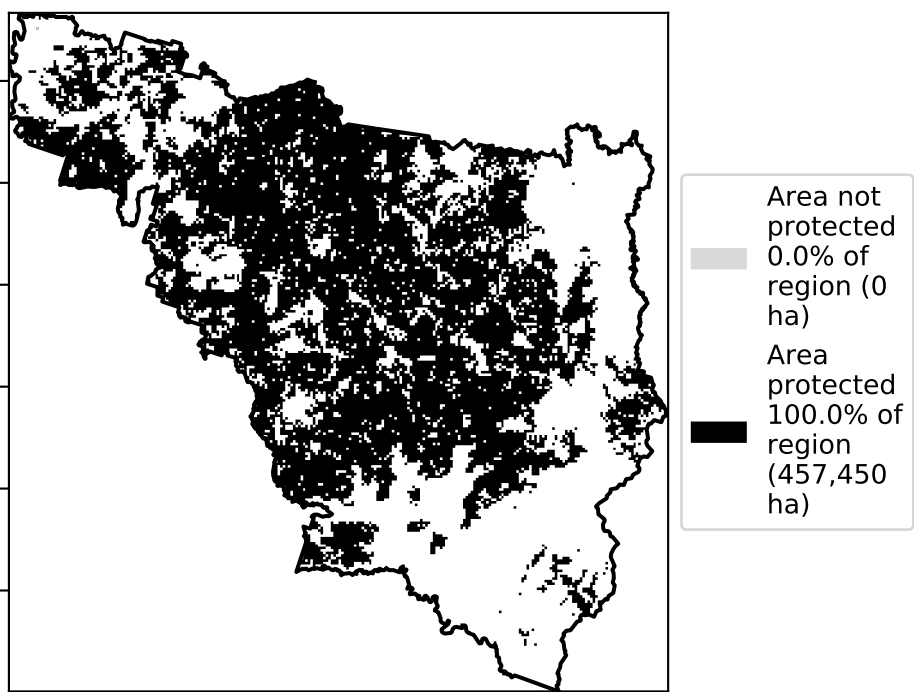 Area not
protected
0.0% of
region (0
ha)
Area
protected
100.0% of
region
(457,450
ha)